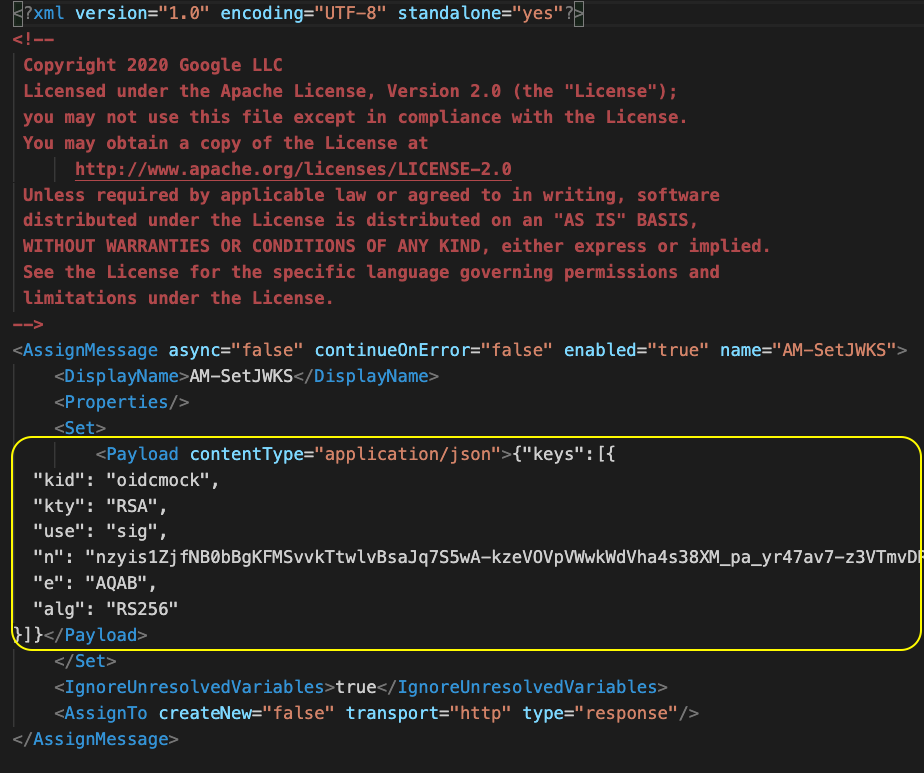 <?xml version="1.0" encoding="UTF-8" standalone="yes"?>
<!--
Copyright 2020 Google LLC
Licensed under the Apache License, Version 2.0 (the "License");
you may not use this file except in compliance with the License.
You may obtain a copy of the License at
http://www.apache.org/licenses/LICENSE-2.0
Unless required by applicable law or agreed to in writing, software
distributed under the License is distributed on an "AS IS" BASIS,
WITHOUT WARRANTIES OR CONDITIONS OF ANY KIND, either express or implied.
See the License for the specific language governing permissions and
limitations under the License.
-->
<AssignMessage async="false" continueOnError="false" enabled="true" name="AM-SetJWKS">
<DisplayName>AM-SetJWKS</DisplayName>
<Properties/>
<Set>
<Payload contentType="application/json">{"keys":[{
"kid": "oidcmock",
"kty": "RSA",
"use": "sig",
"n": "nzyis1ZjfNB0bBgKFMSvvkTtwlvBsaJq7S5wA-kzeVOVpVWwkWdVha4s38XM_pa_yr47av7-z3VTmvD
"e": "AQAB",
"alg": "RS256"
}]}</Payload>
</Set>
<IgnoreUnresolvedVariables>true</IgnoreUnresolvedVariables>
<AssignTo createNew="false" transport="http" type="response"/>
</AssignMessage>